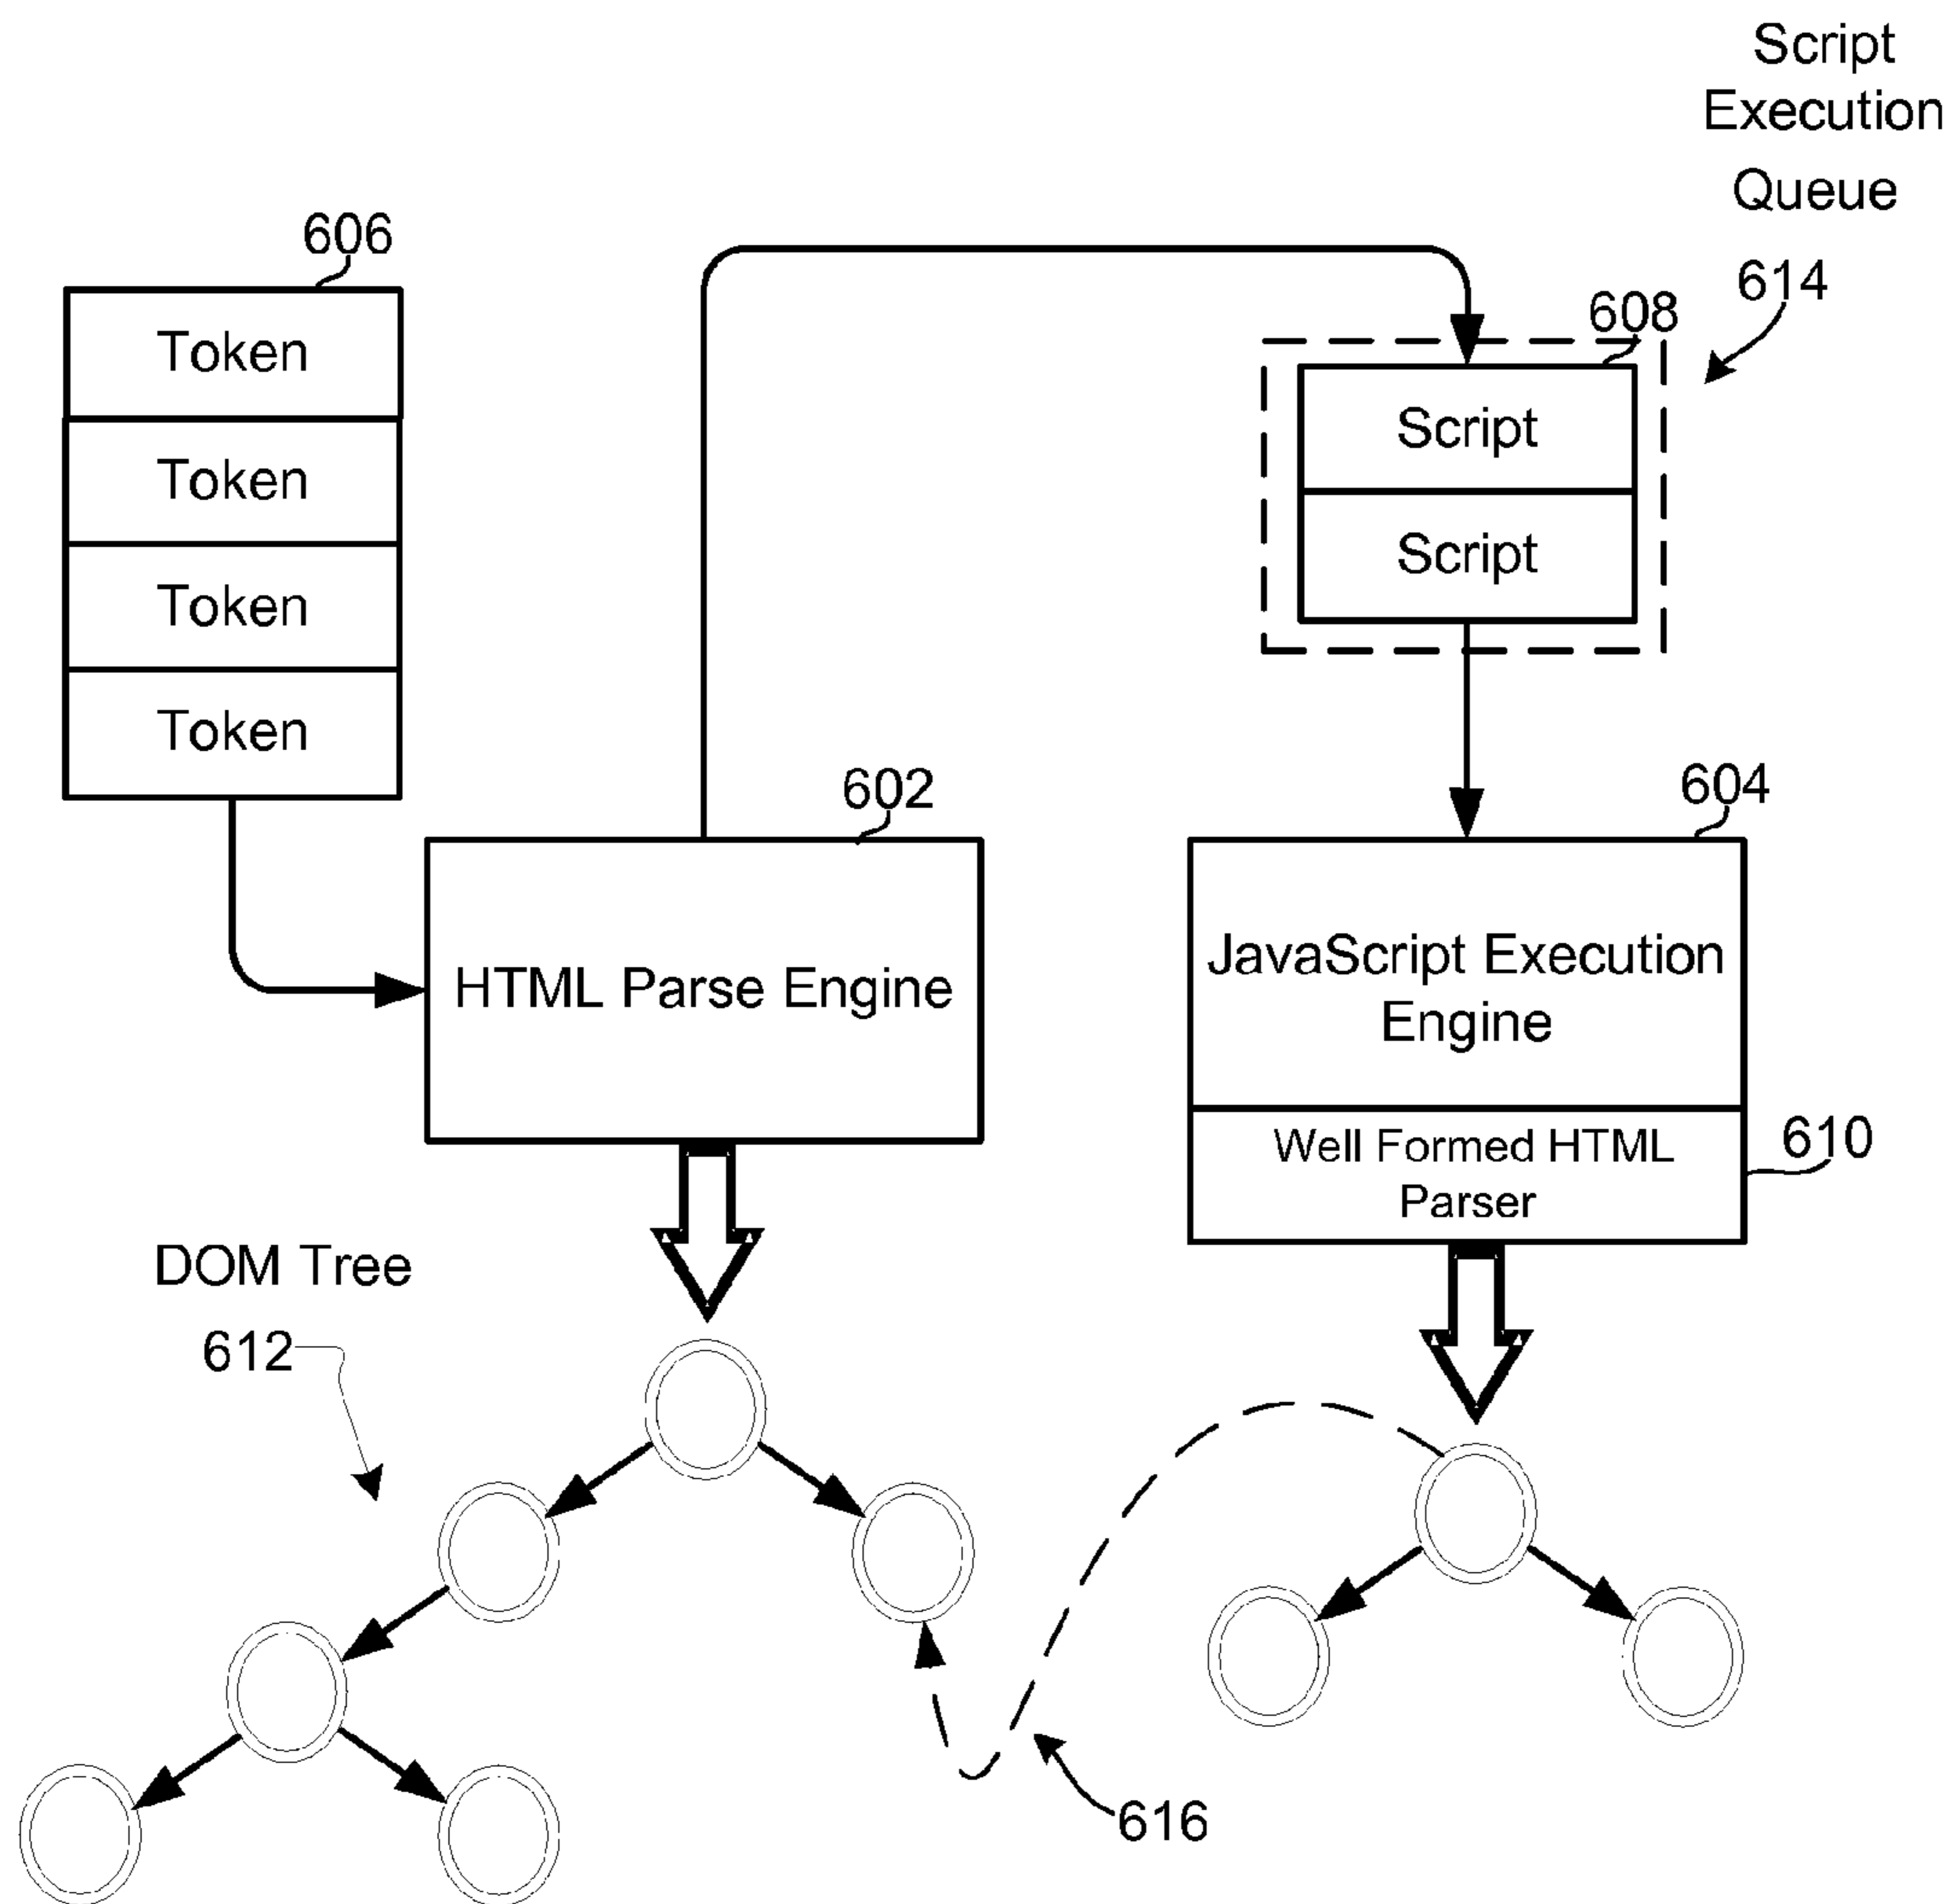 Script
Execution
Queue
614
606
608
Token
Token
Token
Token
Script
Script
602
604
HTML Parse Engine
JavaScript Execution
Engine
Well Formed HTML
Parser
610
DOM Tree
612
616